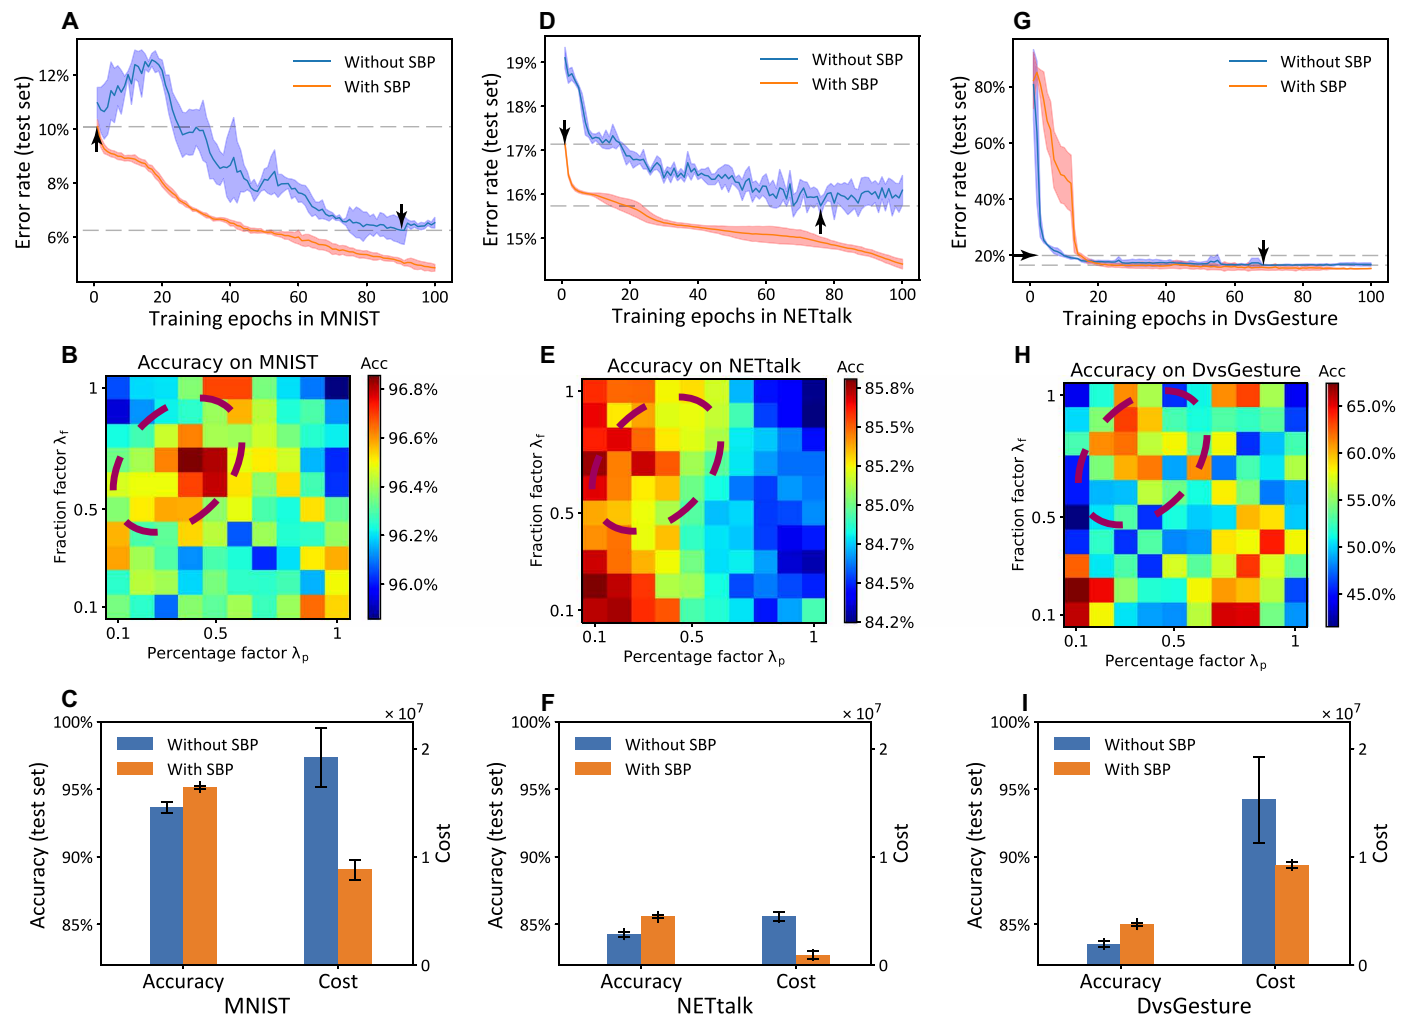 A
Error rate (test set)
12%
10%
8%
6%
Without SBP
With SBP
0
20
40
60
80
100
Training epochs in MNIST
D
Error rate (test set)
19%
18%
17%
16%
15%
Without SBP
With SBP
0
20
40
60
80
100
Training epochs in NETtalk
G
Error rate (test set)
80%
60%
40%
20%
Without SBP
With SBP
0
20
40
60
80
100
Training epochs in DvsGesture
B
Accuracy on MNIST
Acc
Fraction factor λf
1
0.5
0.1
0.1
0.5
1
Percentage factor λp
96.8%
96.6%
96.4%
96.2%
96.0%
E
Accuracy on NETtalk
Acc
Fraction factor λf
1
0.5
0.1
0.1
0.5
1
Percentage factor λp
85.8%
85.5%
85.2%
85.0%
84.7%
84.5%
84.2%
H
Accuracy on DvsGesture
Acc
Fraction factor λf
1
0.5
0.1
0.1
0.5
1
Percentage factor λp
65.0%
60.0%
55.0%
50.0%
45.0%
C
× 10⁷
Accuracy (test set)
100%
95%
90%
85%
Without SBP
With SBP
2
1
0
Cost
Accuracy
Cost
MNIST
F
× 10⁷
Accuracy (test set)
100%
95%
90%
85%
Without SBP
With SBP
2
1
0
Cost
Accuracy
Cost
NETtalk
I
× 10⁷
Accuracy (test set)
100%
95%
90%
85%
Without SBP
With SBP
2
1
0
Cost
Accuracy
Cost
DvsGesture